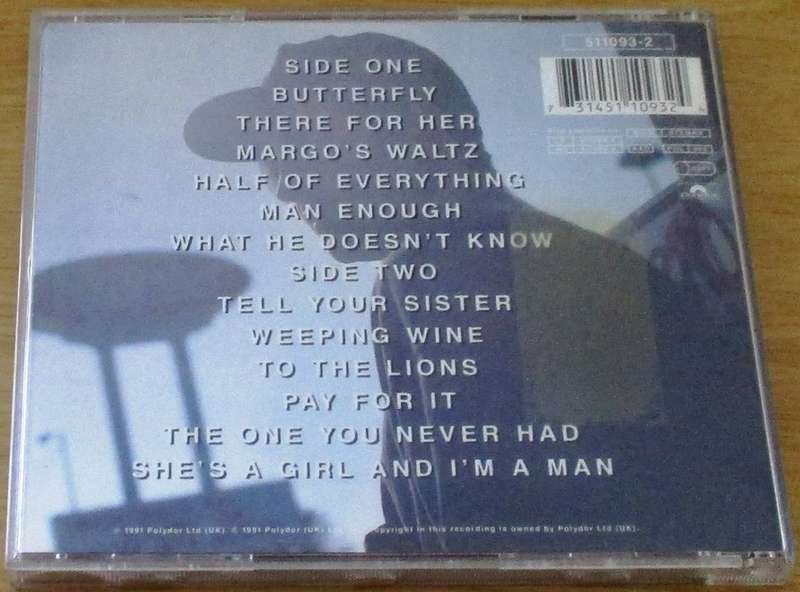 511093-2
SIDE ONE
BUTTERFLY
THERE FOR HER
MARGO'S WALTZ
HALF OF EVERYTHING
MAN ENOUGH
WHAT HE DOESN'T KNOW
SIDE TWO
TELL YOUR SISTER
WEEPING WINE
TO THE LIONS
PAY FOR IT
THE ONE YOU NEVER HAD
SHE'S A GIRL AND I'M A MAN
7 31451 10932 4
℗ 1991 Polydor Ltd (UK). © 1991 Polydor (UK) copyright in this recording is owned by Polydor Ltd (UK).